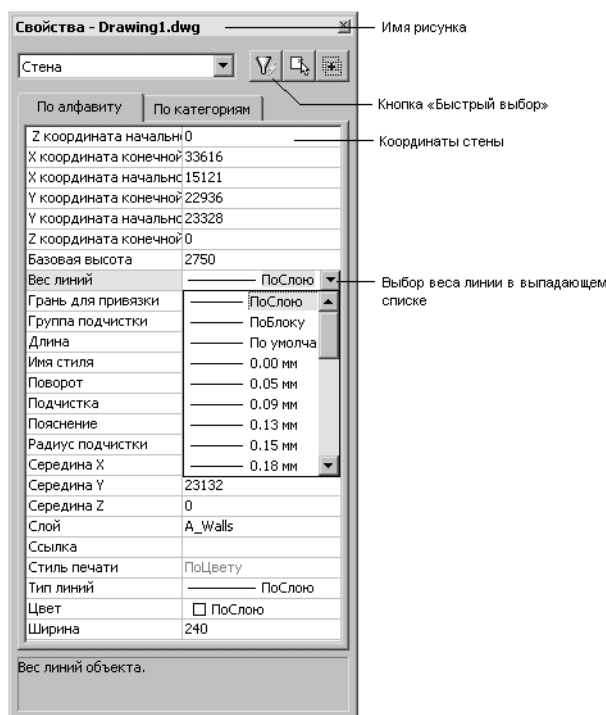 Свойства - Drawing1.dwg
Имя рисунка
Стена
Кнопка «Быстрый выбор»
По алфавиту
По категориям
Z координата начально 0
Координаты стены
X координата конечной 33616
X координата начально 15121
Y координата конечной 22936
Y координата начально 23328
Z координата конечной 0
Базовая высота 2750
Вес линий ПоСлою
Выбор веса линии в выпадающем
списке
Грань для привязки ПоСлою
Группа подчистки ПоБлоку
Длина По умолча
Имя стиля 0.00 мм
Поворот 0.05 мм
Подчистка 0.09 мм
Пояснение 0.13 мм
Радиус подчистки 0.15 мм
Середина X 0.18 мм
Середина Y 23132
Середина Z 0
Слой A_Walls
Ссылка
Стиль печати ПоЦвету
Тип линий ПоСлою
Цвет ПоСлою
Ширина 240
Вес линий объекта.